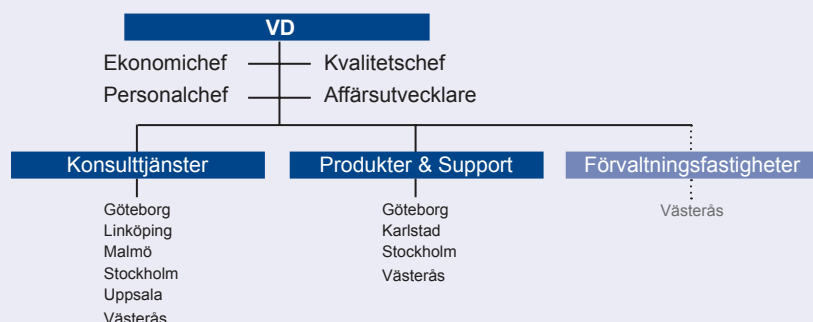 VD
Ekonomichef Kvalitetschef
Personalchef Affärsutvecklare
Konsulttjänster Produkter & Support Förvaltningsfastigheter
Göteborg Göteborg Västerås
Linköping Karlstad
Malmö Stockholm
Stockholm Västerås
Uppsala
Västerås